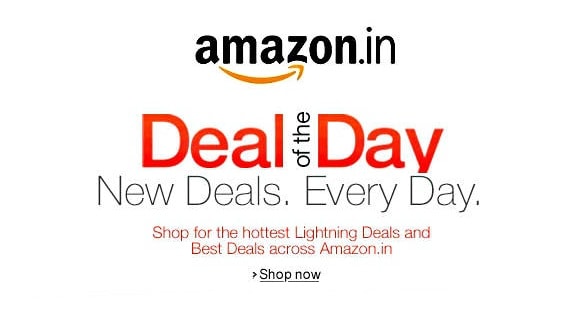 amazon.in
Deal of the Day
New Deals. Every Day.
Shop for the hottest Lightning Deals and
Best Deals across Amazon.in
> Shop now